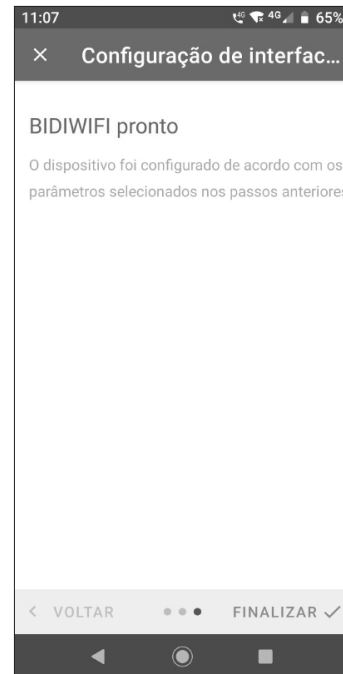 11:07 4G 4G 65%
Configuração de interfac...
BIDIWIFI pronto
O dispositivo foi configurado de acordo com os
parâmetros selecionados nos passos anteriores
VOLTAR FINALIZAR